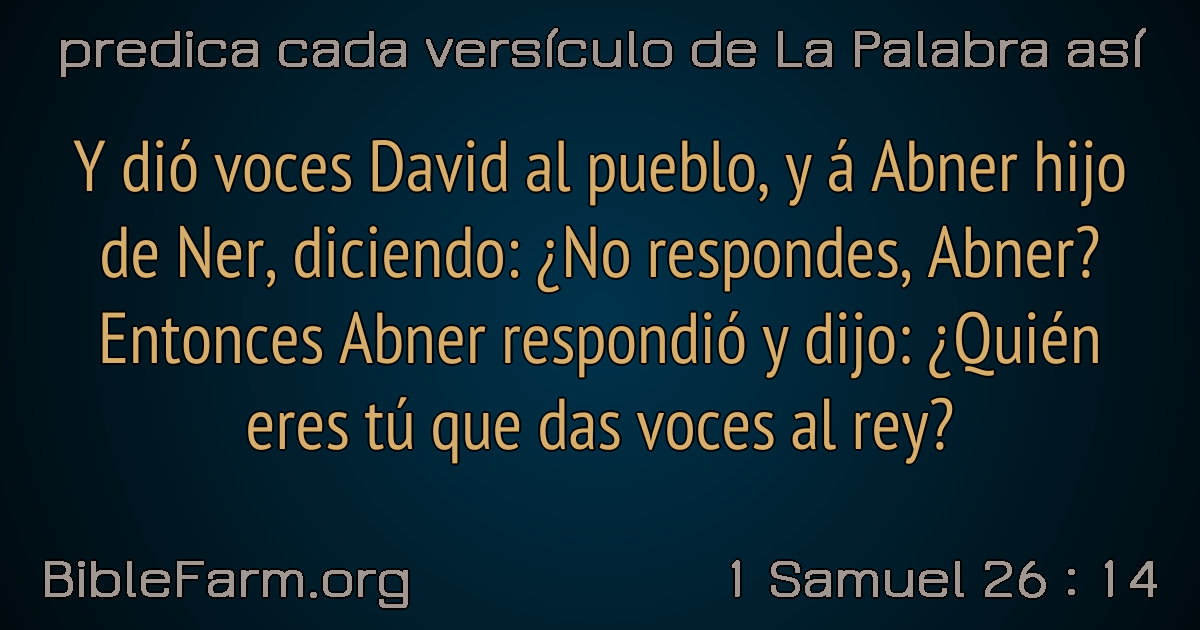 predica cada versículo de La Palabra así
Y dió voces David al pueblo, y á Abner hijo
de Ner, diciendo: ¿No respondes, Abner?
Entonces Abner respondió y dijo: ¿Quién
eres tú que das voces al rey?
BibleFarm.org
1 Samuel 26 : 14